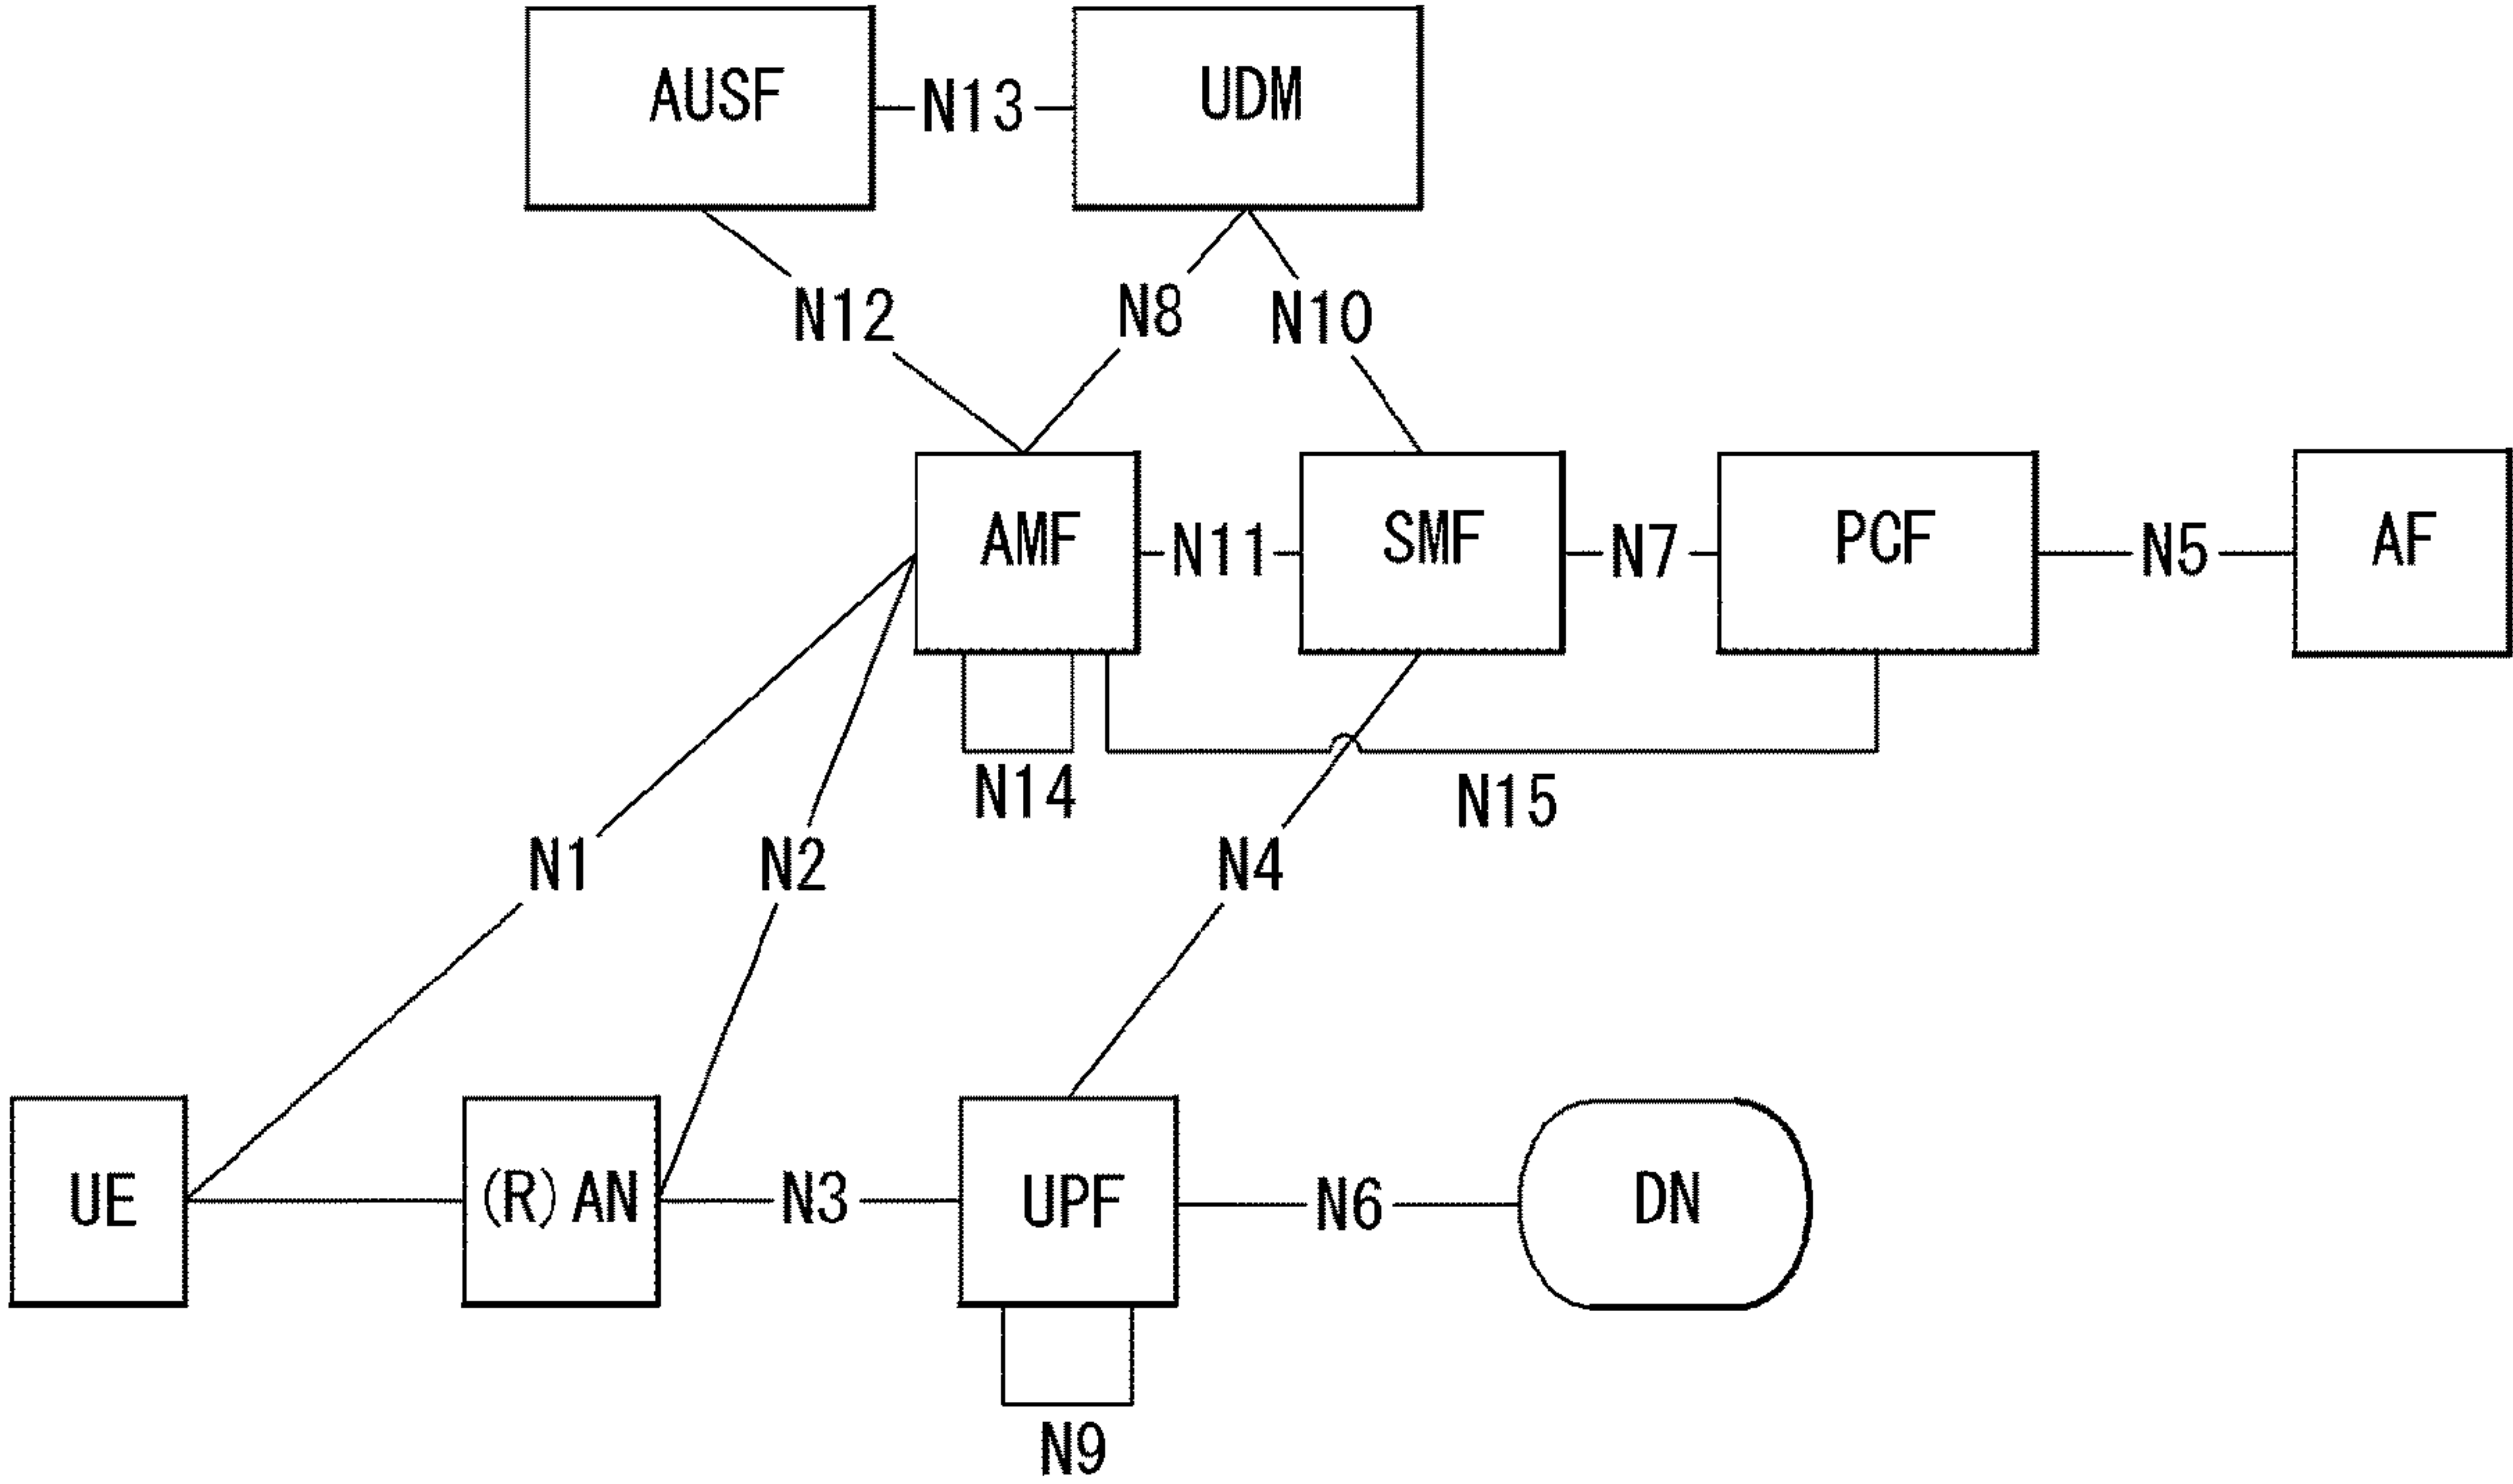 AUSF N13 UDM
N12 N8 N10
AMF N11 SMF N7 PCF N5 AF
N14 N15
N1 N2 N4
UE (R)AN N3 UPF N6 DN
N9